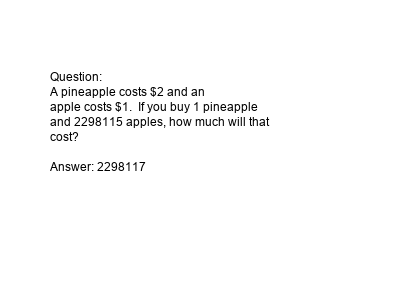 Question:
A pineapple costs $2 and an
apple costs $1.  If you buy 1 pineapple
and 2298115 apples, how much will that
cost?

Answer: 2298117